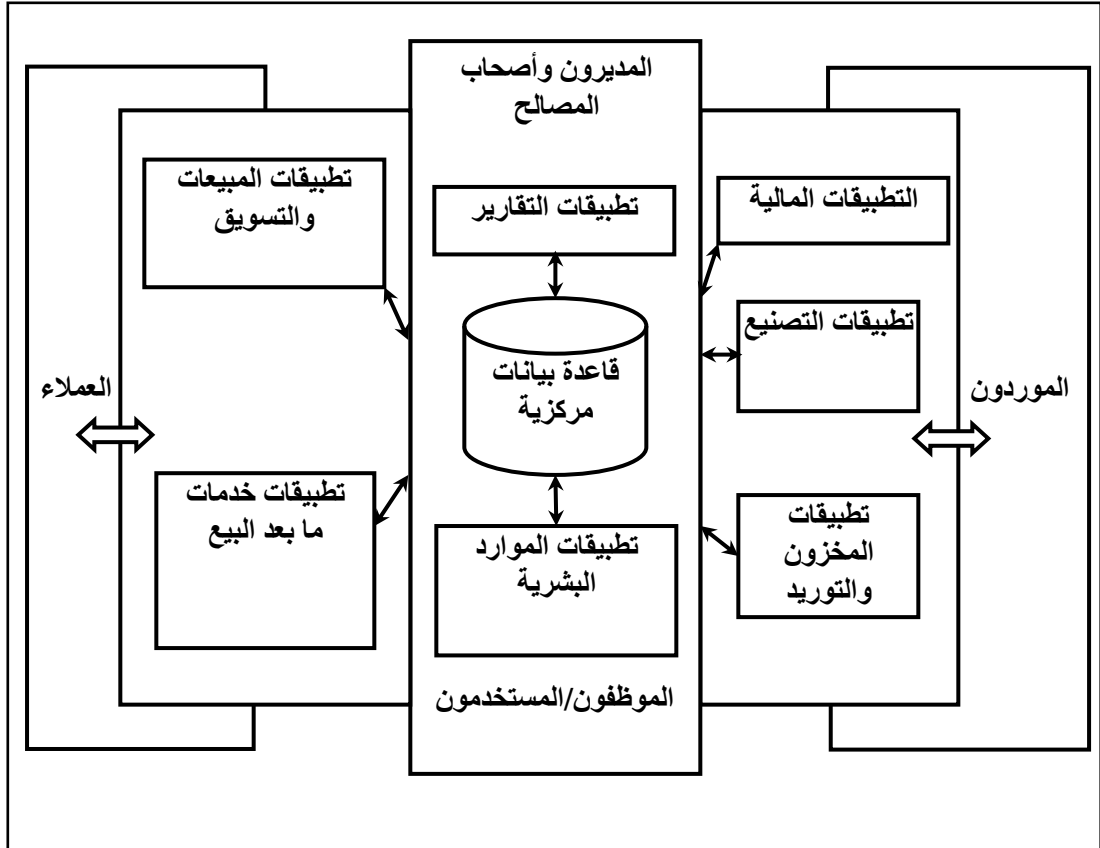 المديرون وأصحاب
المصالح
التطبيقات المالية
تطبيقات التقارير
تطبيقات المبيعات
والتسويق
تطبيقات التصنيع
قاعدة بيانات
مركزية
الموردون
العملاء
تطبيقات
المخزون
والتوريد
تطبيقات الموارد
البشرية
تطبيقات خدمات
ما بعد البيع
الموظفون/المستخدمون